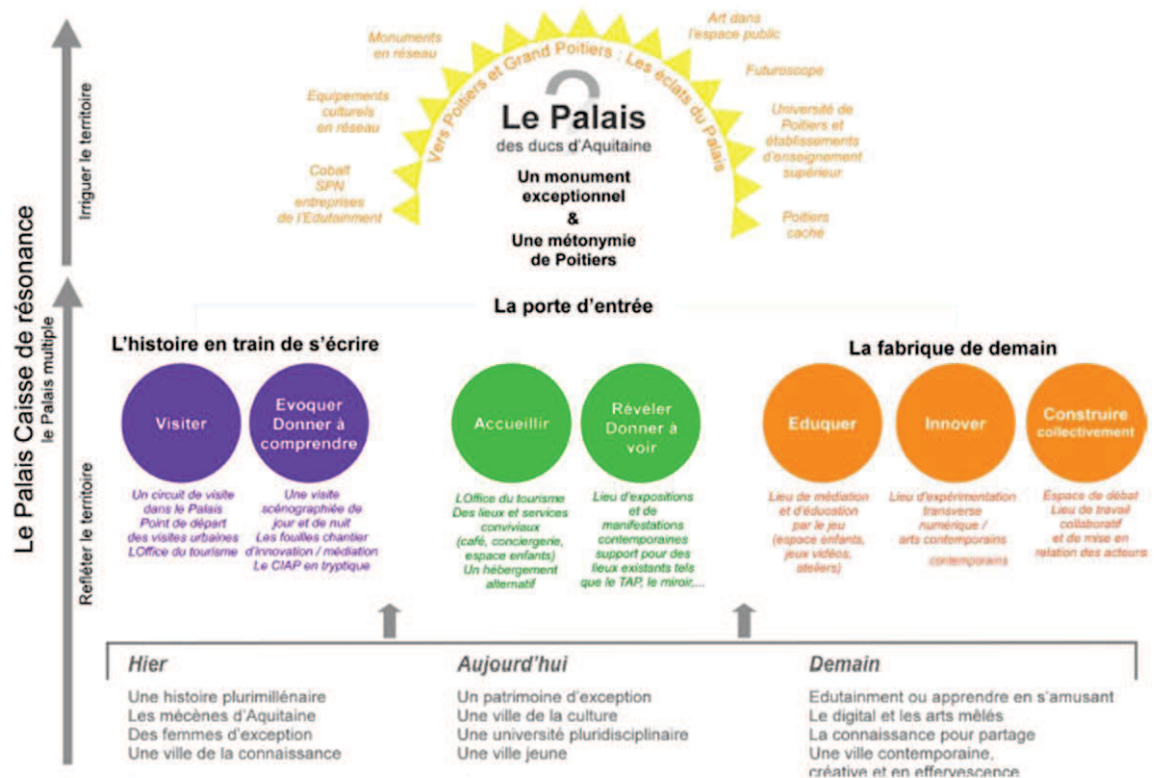 Le Palais Caisse de résonance
le Palais multiple
Irriguer le territoire
Refléter le territoire
Vers Poitiers et Grand Poitiers : Les éclats du Palais
Monuments
en réseau
Equipements
culturels
en réseau
Cobalt
SPN
entreprises
de l'Edutainment
Art dans
l'espace public
Futuroscope
Université de
Poitiers et
établissements
d'enseignement
supérieur
Poitiers
caché
?
Le Palais
des ducs d'Aquitaine
Un monument
exceptionnel
&
Une métonymie
de Poitiers
La porte d'entrée
L'histoire en train de s'écrire
La fabrique de demain
Visiter
Un circuit de visite
dans le Palais
Point de départ
des visites urbaines
L'Office du tourisme
Evoquer
Donner à
comprendre
Une visite
scénographiée de
jour et de nuit
Les fouilles chantier
d'innovation / médiation
Le CIAP en tryptique
Accueillir
L'Office du tourisme
Des lieux et services
conviviaux
(café, conciergerie,
espace enfants)
Un hébergement
alternatif
Révéler
Donner à
voir
Lieu d'expositions
et de
manifestations
contemporaines
support pour des
lieux existants tels
que le TAP, le miroir,...
Eduquer
Lieu de médiation
et d'éducation
par le jeu
(espace enfants,
jeux vidéos,
ateliers)
Innover
Lieu d'expérimentation
transverse
numérique /
arts contemporains
contemporains
Construire
collectivement
Espace de débat
Lieu de travail
collaboratif
et de mise en
relation des acteurs
Hier
Une histoire plurimillénaire
Les mécènes d'Aquitaine
Des femmes d'exception
Une ville de la connaissance
Aujourd'hui
Un patrimoine d'exception
Une ville de la culture
Une université pluridisciplinaire
Une ville jeune
Demain
Edutainment ou apprendre en s'amusant
Le digital et les arts mêlés
La connaissance pour partage
Une ville contemporaine,
créative et en effervescence